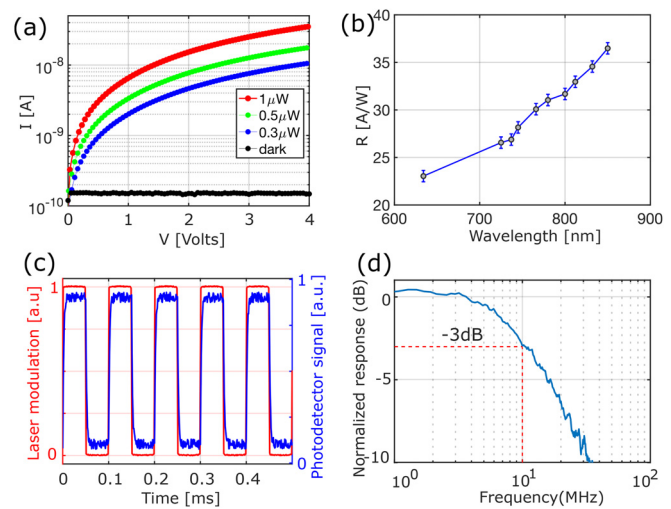 (a)
I [A]
10⁻⁸
10⁻⁹
10⁻¹⁰
1μW
0.5μW
0.3μW
dark
0 1 2 3 4
V [Volts]
(b)
R [A/W]
40
35
30
25
20
600 700 800 900
Wavelength [nm]
(c)
Laser modulation [a.u]
1
0
Photodetector signal [a.u.]
1
0
0 0.1 0.2 0.3 0.4
Time [ms]
(d)
Normalized response (dB)
0
-5
-10
-3dB
10⁰ 10¹ 10²
Frequency(MHz)